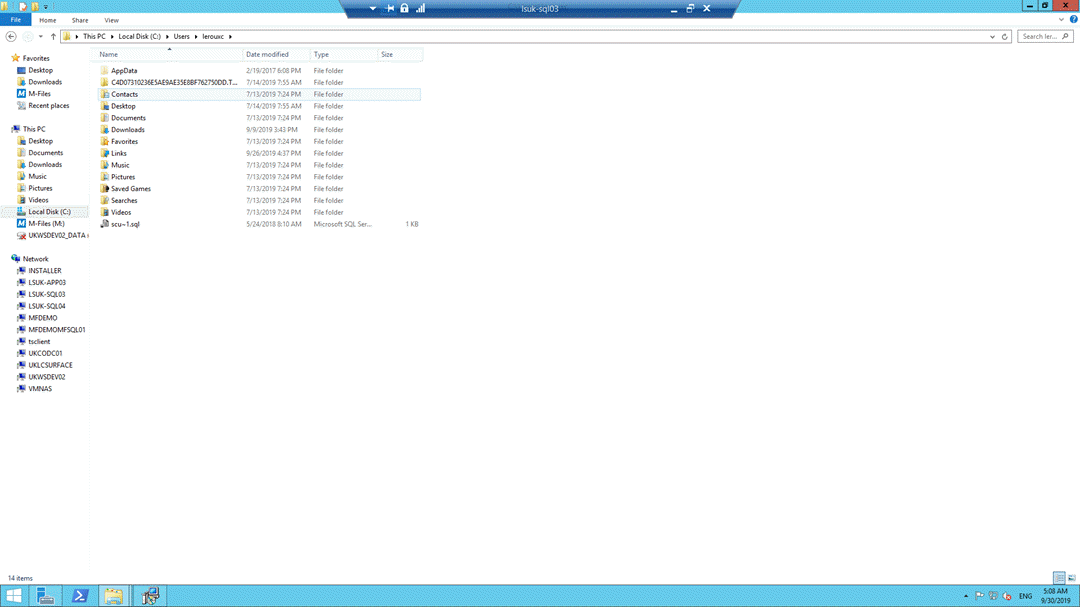 lsuk-sql03
File Home Share View
This PC Local Disk (C:) Users lerouxc Search ler...
Name Date modified Type Size
Favorites
Desktop
Downloads
M-Files
Recent places
This PC
Desktop
Documents
Downloads
Music
Pictures
Videos
Local Disk (C:)
M-Files (M:)
UKWSDEV02_DATA
Network
INSTALLER
LSUK-APP03
LSUK-SQL03
LSUK-SQL04
MFDEMO
MFDEMOMFSQL01
tsclient
UKCODC01
UKLCSURFACE
UKWSDEV02
VMNAS
AppData 2/19/2017 6:08 PM File folder
C4D07310236E5AE9AE35E8BF762750DD.T... 7/14/2019 7:55 AM File folder
Contacts 7/13/2019 7:24 PM File folder
Desktop 7/14/2019 7:55 AM File folder
Documents 7/13/2019 7:24 PM File folder
Downloads 9/9/2019 3:43 PM File folder
Favorites 7/13/2019 7:24 PM File folder
Links 9/26/2019 4:37 PM File folder
Music 7/13/2019 7:24 PM File folder
Pictures 7/13/2019 7:24 PM File folder
Saved Games 7/13/2019 7:24 PM File folder
Searches 7/13/2019 7:24 PM File folder
Videos 7/13/2019 7:24 PM File folder
scu~1.sql 5/24/2018 8:10 AM Microsoft SQL Ser... 1 KB
14 items
ENG
5:08 AM
9/30/2019